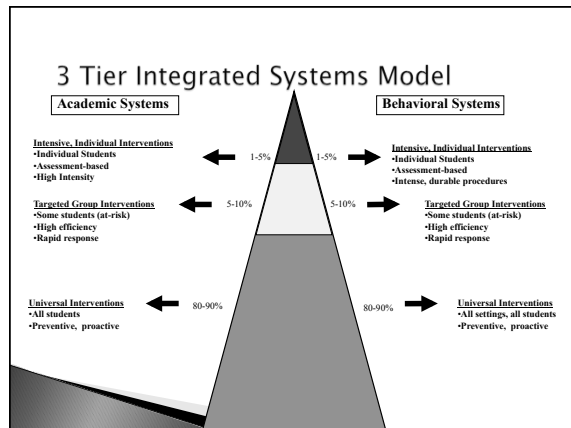 3 Tier Integrated Systems Model
Academic Systems
Behavioral Systems
Intensive, Individual Interventions
•Individual Students
•Assessment-based
•High Intensity
1-5%
1-5%
Intensive, Individual Interventions
•Individual Students
•Assessment-based
•Intense, durable procedures
Targeted Group Interventions
•Some students (at-risk)
•High efficiency
•Rapid response
5-10%
5-10%
Targeted Group Interventions
•Some students (at-risk)
•High efficiency
•Rapid response
Universal Interventions
•All students
•Preventive, proactive
80-90%
80-90%
Universal Interventions
•All settings, all students
•Preventive, proactive